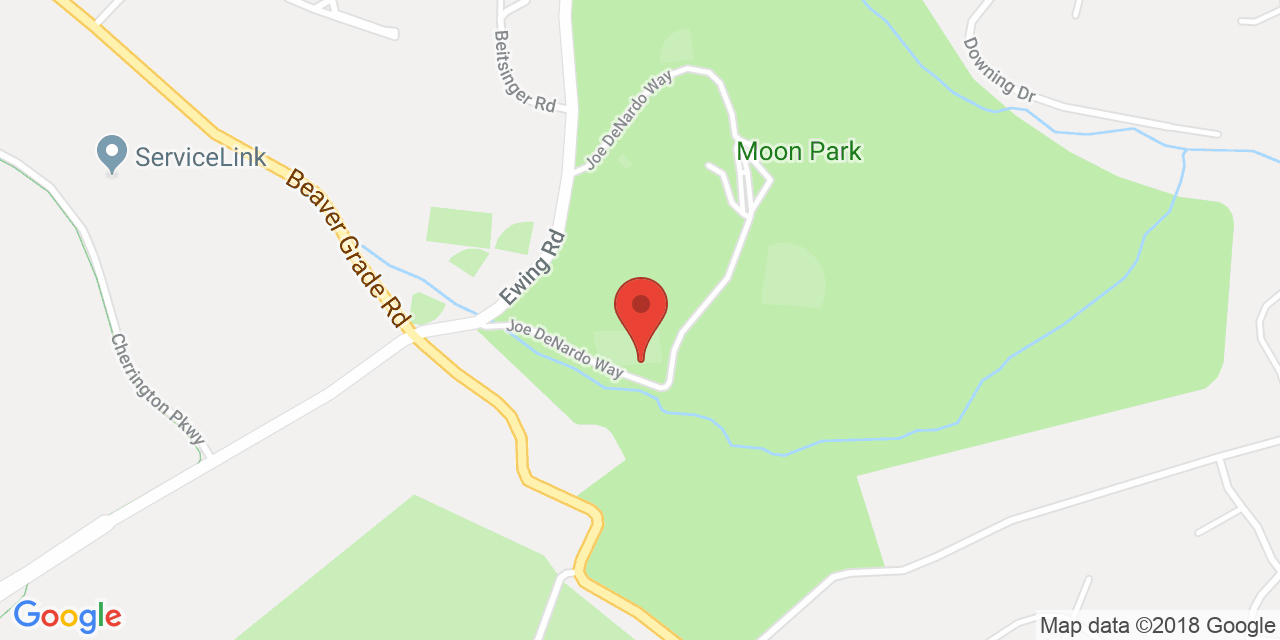 Beitsinger Rd
Downing Dr
Joe DeNardo Way
Moon Park
ServiceLink
Beaver Grade Rd
Ewing Rd
Joe DeNardo Way
Cherrington Pkwy
Google
Map data ©2018 Google